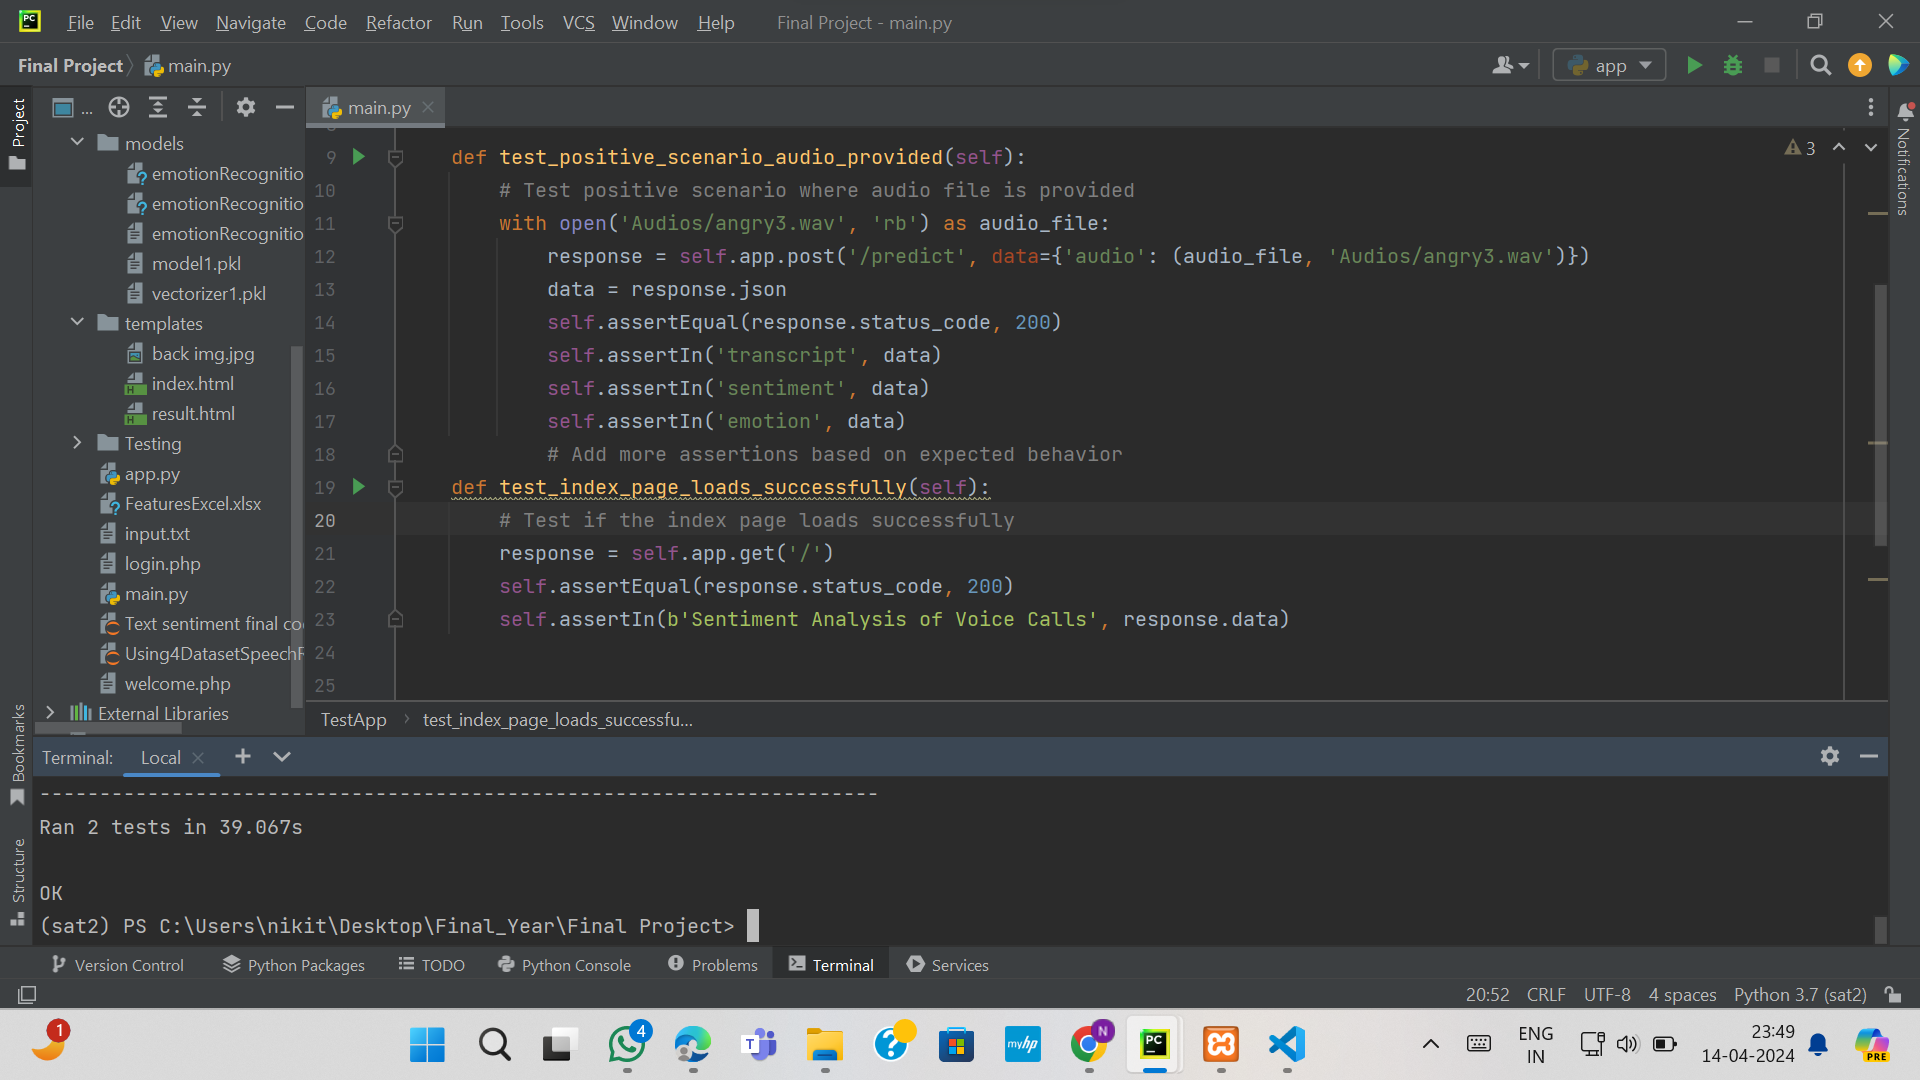 File Edit View Navigate Code Refactor Run Tools VCS Window Help Final Project - main.py
Final Project main.py app
Project
... main.py
models
emotionRecognitio
emotionRecognitio
emotionRecognitio
model1.pkl
vectorizer1.pkl
templates
back img.jpg
index.html
result.html
Testing
app.py
FeaturesExcel.xlsx
input.txt
login.php
main.py
Text sentiment final co
Using4DatasetSpeechR
welcome.php
External Libraries
9 def test_positive_scenario_audio_provided(self):
10 # Test positive scenario where audio file is provided
11 with open('Audios/angry3.wav', 'rb') as audio_file:
12 response = self.app.post('/predict', data={'audio': (audio_file, 'Audios/angry3.wav')})
13 data = response.json
14 self.assertEqual(response.status_code, 200)
15 self.assertIn('transcript', data)
16 self.assertIn('sentiment', data)
17 self.assertIn('emotion', data)
18 # Add more assertions based on expected behavior
19 def test_index_page_loads_successfully(self):
20 # Test if the index page loads successfully
21 response = self.app.get('/')
22 self.assertEqual(response.status_code, 200)
23 self.assertIn(b'Sentiment Analysis of Voice Calls', response.data)
24
25
3
Notifications
TestApp test_index_page_loads_successfu...
Bookmarks
Structure
Terminal: Local
----------------------------------------------------------------------
Ran 2 tests in 39.067s
OK
(sat2) PS C:\Users\nikit\Desktop\Final_Year\Final Project>
Version Control Python Packages TODO Python Console Problems Terminal Services
20:52 CRLF UTF-8 4 spaces Python 3.7 (sat2)
1 4 T ? myhp N PC
ENG
IN
23:49
14-04-2024
PRE